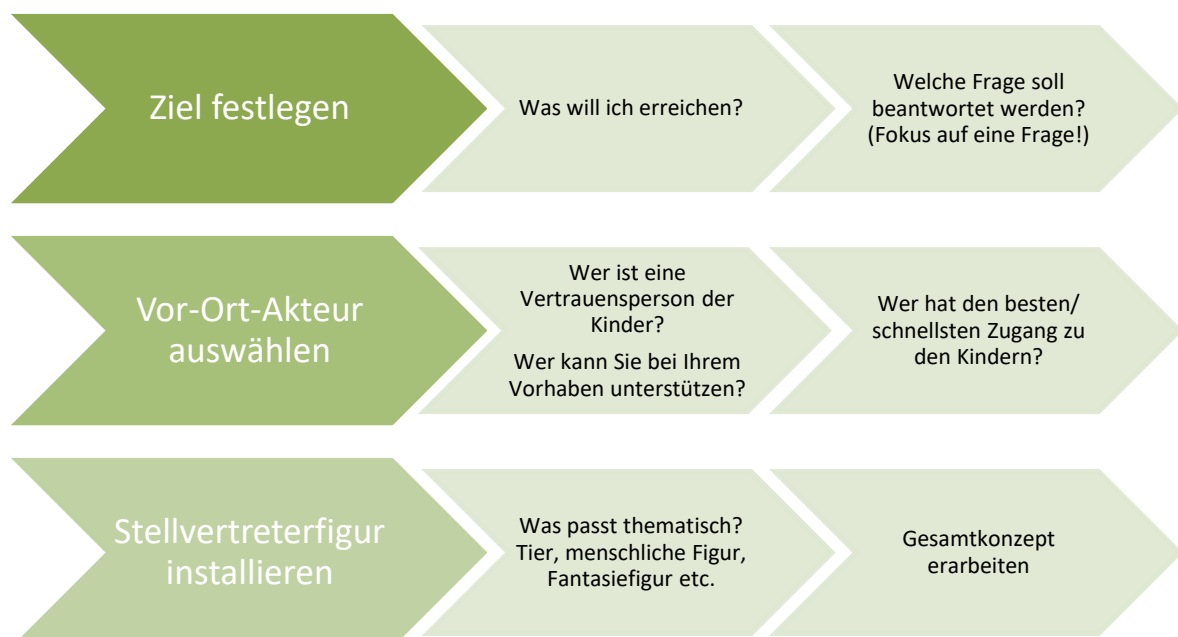 Ziel festlegen
Was will ich erreichen?
Welche Frage soll
beantwortet werden?
(Fokus auf eine Frage!)
Vor-Ort-Akteur
auswählen
Wer ist eine
Vertrauensperson der
Kinder?
Wer kann Sie bei Ihrem
Vorhaben unterstützen?
Wer hat den besten/
schnellsten Zugang zu
den Kindern?
Stellvertreterfigur
installieren
Was passt thematisch?
Tier, menschliche Figur,
Fantasiefigur etc.
Gesamtkonzept
erarbeiten